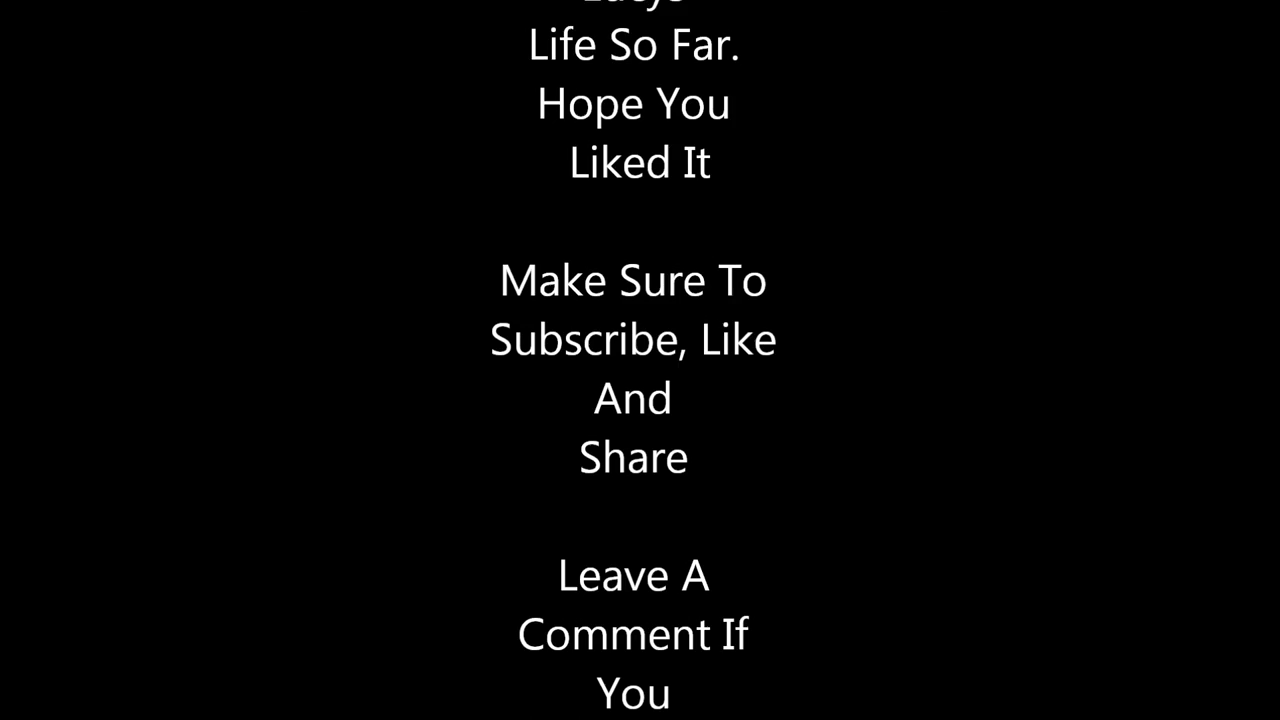 Life So Far.
Hope You
Liked It
Make Sure To
Subscribe, Like
And
Share
Leave A
Comment If
You